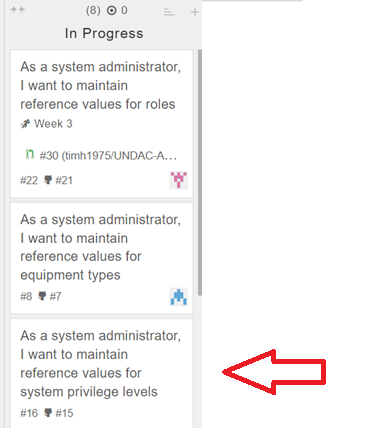 (8) 0
In Progress
As a system administrator,
I want to maintain
reference values for roles
Week 3
#30 (timh1975/UNDAC-A...
#22 #21
As a system administrator,
I want to maintain
reference values for
equipment types
#8 #7
As a system administrator,
I want to maintain
reference values for
system privilege levels
#16 #15